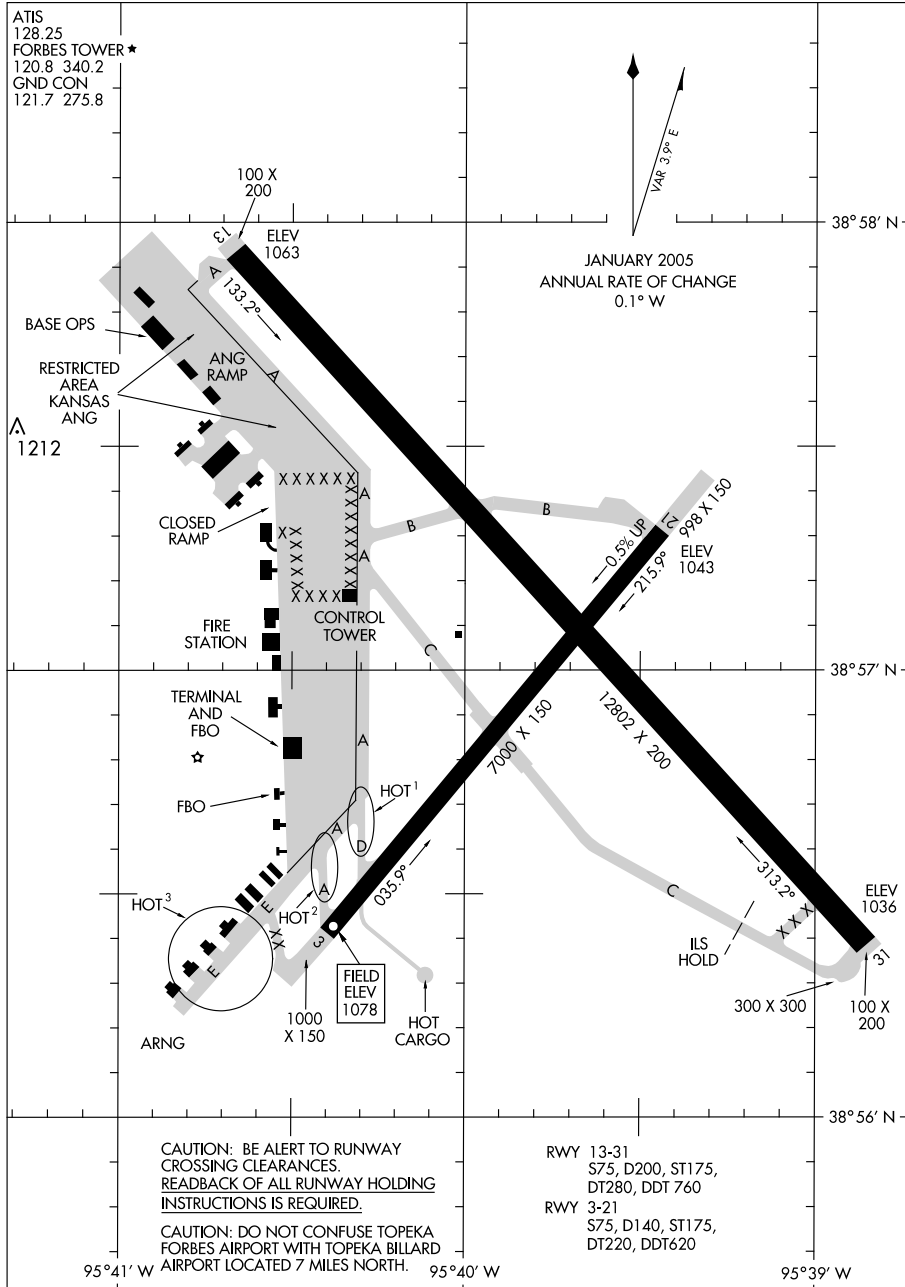 ATIS
128.25
FORBES TOWER ★
120.8 340.2
GND CON
121.7 275.8
100 X
200
13
ELEV
1063
VAR 3.9° E
38°58' N
JANUARY 2005
ANNUAL RATE OF CHANGE
0.1° W
A
133.2°
BASE OPS
ANG
RAMP
A
RESTRICTED
AREA
KANSAS
ANG
1212
X X X X X X
A
998 X 150
CLOSED
RAMP
B
B
21
X X
0.5% UP
ELEV
1043
A
215.9°
X X X X
CONTROL
TOWER
FIRE
STATION
C
38°57' N
TERMINAL
AND
FBO
7000 X 150
12802 X 200
A
FBO
HOT1
A
D
HOT3
035.9°
313.2°
C
ELEV
1036
E
HOT2
A
X X
X X X
3
ILS
HOLD
31
E
FIELD
ELEV
1078
300 X 300
100 X
200
1000
X 150
HOT
CARGO
ARNG
38°56' N
CAUTION: BE ALERT TO RUNWAY
CROSSING CLEARANCES.
READBACK OF ALL RUNWAY HOLDING
INSTRUCTIONS IS REQUIRED.
CAUTION: DO NOT CONFUSE TOPEKA
FORBES AIRPORT WITH TOPEKA BILLARD
AIRPORT LOCATED 7 MILES NORTH.
RWY 13-31
S75, D200, ST175,
DT280, DDT 760
RWY 3-21
S75, D140, ST175,
DT220, DDT620
95°41' W
95°40' W
95°39' W